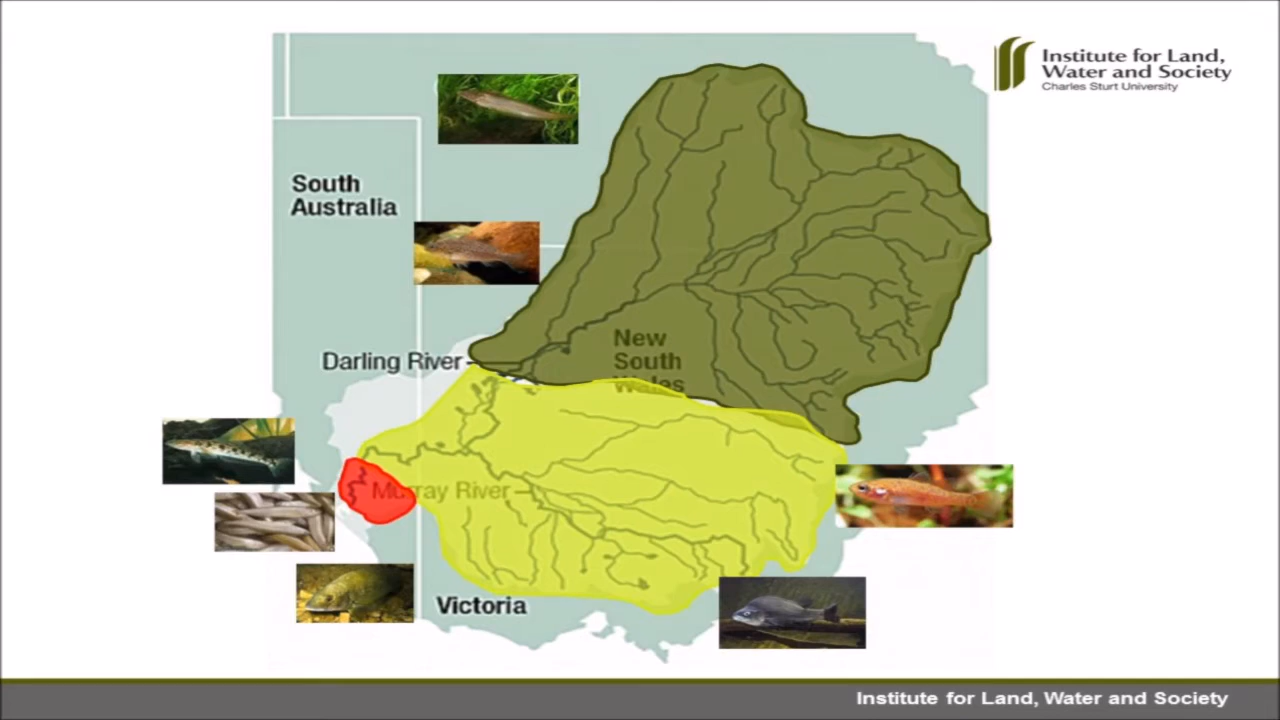 Institute for Land,
Water and Society
Charles Sturt University
South
Australia
New
South
Wales
Darling River
Murray River
Victoria
Institute for Land, Water and Society